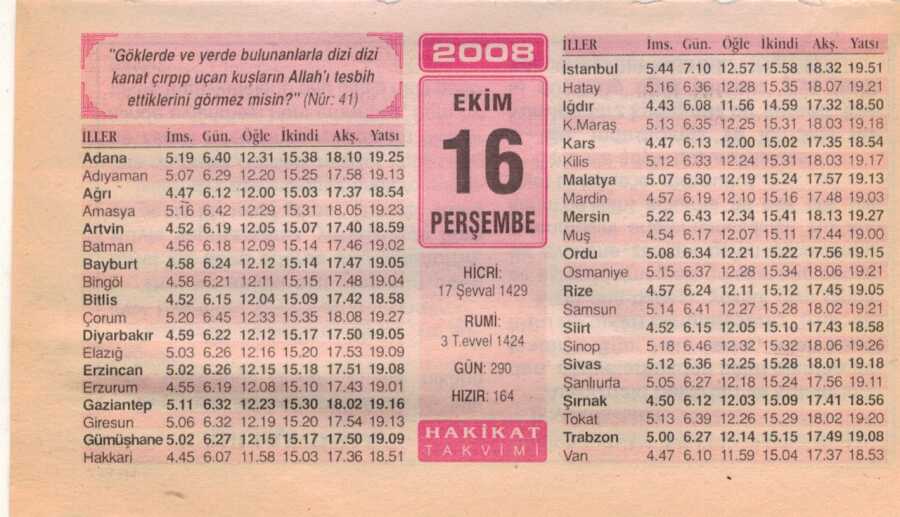 "Göklerde ve yerde bulunanlarla dizi dizi
kanat çırpıp uçan kuşların Allah'ı tesbih
ettiklerini görmez misin?" (Nûr: 41)
İLLER İms. Gün. Öğle İkindi Akş. Yatsı
Adana 5.19 6.40 12.31 15.38 18.10 19.25
Adıyaman 5.07 6.29 12.20 15.25 17.58 19.13
Ağrı 4.47 6.12 12.00 15.03 17.37 18.54
Amasya 5.16 6.42 12.29 15.31 18.05 19.23
Artvin 4.52 6.19 12.05 15.07 17.40 18.59
Batman 4.56 6.18 12.09 15.14 17.46 19.02
Bayburt 4.58 6.24 12.12 15.14 17.47 19.05
Bingöl 4.58 6.21 12.11 15.15 17.48 19.04
Bitlis 4.52 6.15 12.04 15.09 17.42 18.58
Çorum 5.20 6.45 12.33 15.35 18.08 19.27
Diyarbakır 4.59 6.22 12.12 15.17 17.50 19.05
Elazığ 5.03 6.26 12.16 15.20 17.53 19.09
Erzincan 5.02 6.26 12.15 15.18 17.51 19.08
Erzurum 4.55 6.19 12.08 15.10 17.43 19.01
Gaziantep 5.11 6.32 12.23 15.30 18.02 19.16
Giresun 5.06 6.32 12.19 15.20 17.54 19.13
Gümüşhane 5.02 6.27 12.15 15.17 17.50 19.09
Hakkari 4.45 6.07 11.58 15.03 17.36 18.51
2008
EKİM
16
PERŞEMBE
HİCRİ:
17 Şevval 1429
RUMİ:
3 T.evvel 1424
GÜN: 290
HIZIR: 164
HAKİKAT
TAKVİMİ
İLLER İms. Gün. Öğle İkindi Akş. Yatsı
İstanbul 5.44 7.10 12.57 15.58 18.32 19.51
Hatay 5.16 6.36 12.28 15.35 18.07 19.21
Iğdır 4.43 6.08 11.56 14.59 17.32 18.50
K.Maraş 5.13 6.35 12.25 15.31 18.03 19.18
Kars 4.47 6.13 12.00 15.02 17.35 18.54
Kilis 5.12 6.33 12.24 15.31 18.03 19.17
Malatya 5.07 6.30 12.19 15.24 17.57 19.13
Mardin 4.57 6.19 12.10 15.16 17.48 19.03
Mersin 5.22 6.43 12.34 15.41 18.13 19.27
Muş 4.54 6.17 12.07 15.11 17.44 19.00
Ordu 5.08 6.34 12.21 15.22 17.56 19.15
Osmaniye 5.15 6.37 12.28 15.34 18.06 19.21
Rize 4.57 6.24 12.11 15.12 17.45 19.05
Samsun 5.14 6.41 12.27 15.28 18.02 19.21
Siirt 4.52 6.15 12.05 15.10 17.43 18.58
Sinop 5.18 6.46 12.32 15.32 18.06 19.26
Sivas 5.12 6.36 12.25 15.28 18.01 19.18
Şanlıurfa 5.05 6.27 12.18 15.24 17.56 19.11
Şırnak 4.50 6.12 12.03 15.09 17.41 18.56
Tokat 5.13 6.39 12.26 15.29 18.02 19.20
Trabzon 5.00 6.27 12.14 15.15 17.49 19.08
Van 4.47 6.10 11.59 15.04 17.37 18.53